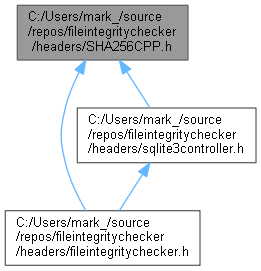 C:/Users/mark_/source
/repos/fileintegritychecker
/headers/SHA256CPP.h
C:/Users/mark_/source
/repos/fileintegritychecker
/headers/sqlite3controller.h
C:/Users/mark_/source
/repos/fileintegritychecker
/headers/fileintegritychecker.h